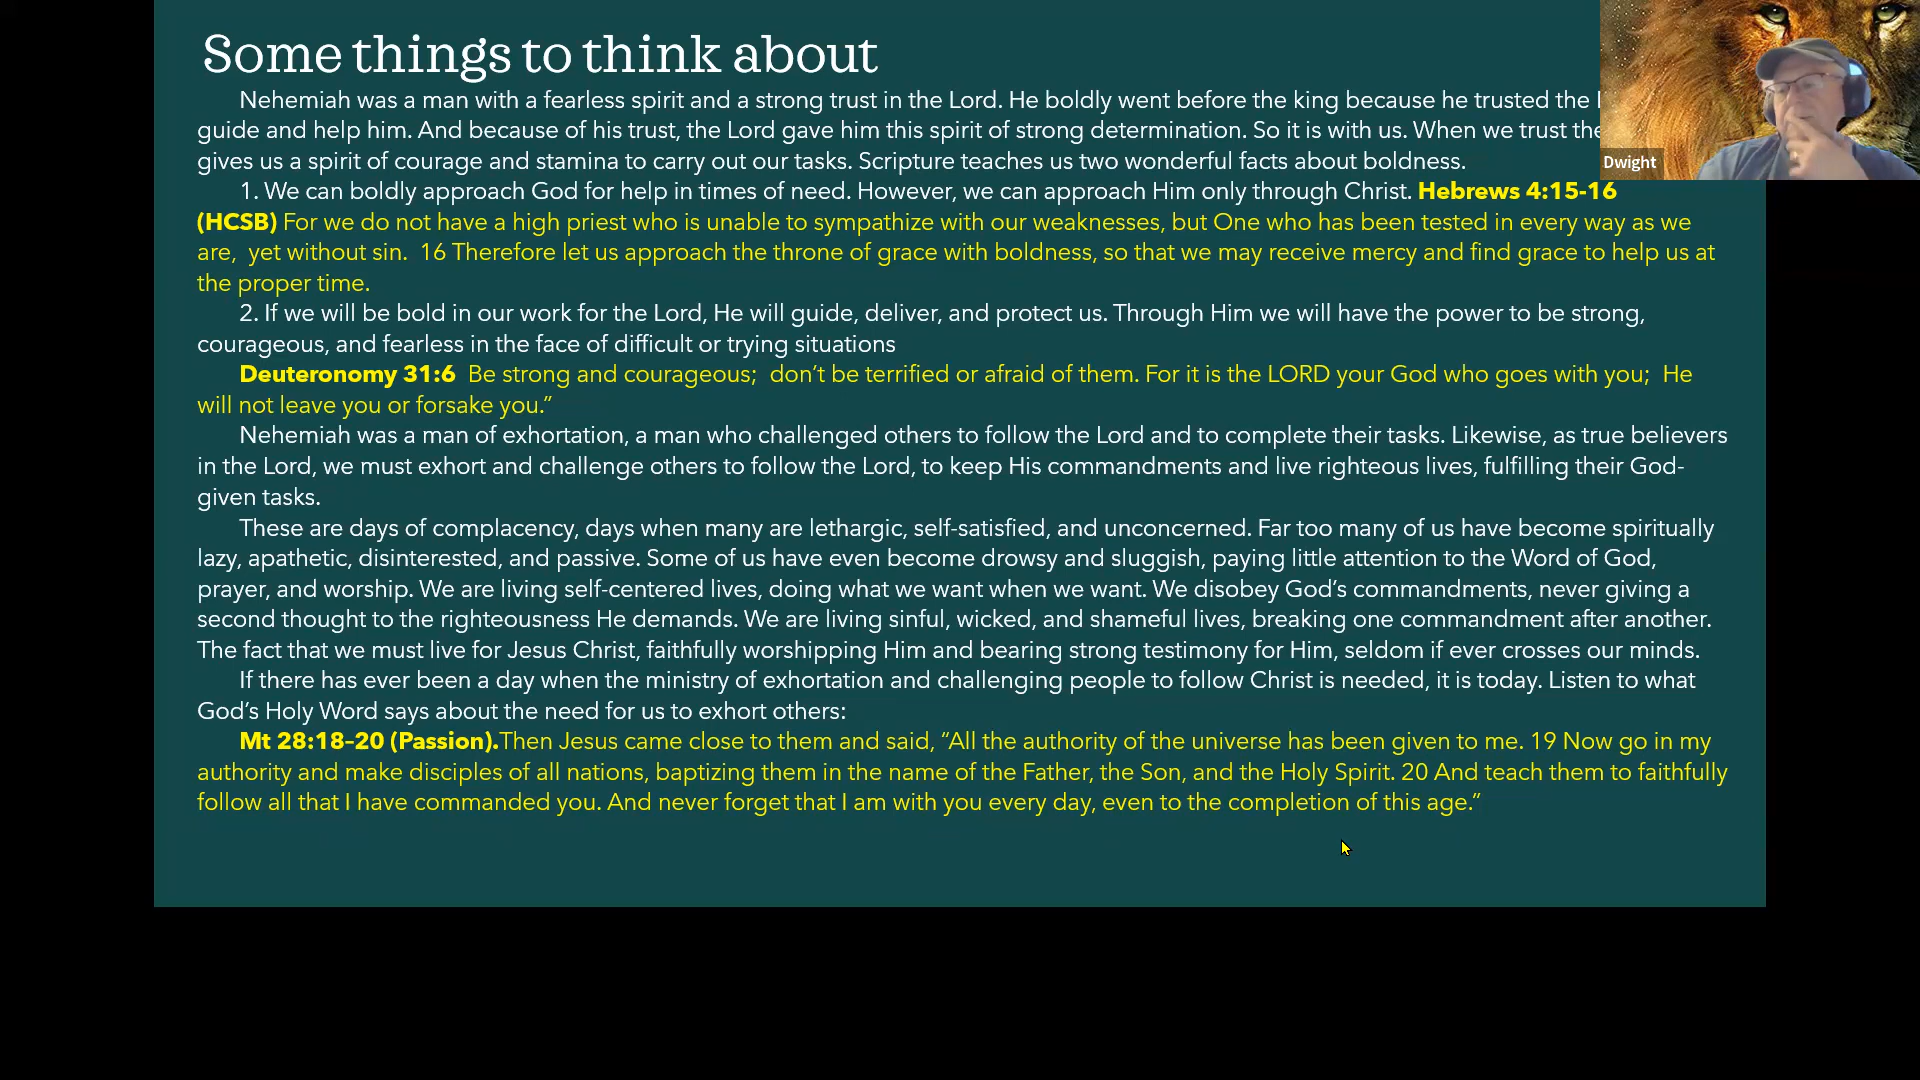 Some things to think about
Nehemiah was a man with a fearless spirit and a strong trust in the Lord. He boldly went before the king because he trusted the
guide and help him. And because of his trust, the Lord gave him this spirit of strong determination. So it is with us. When we trust the
gives us a spirit of courage and stamina to carry out our tasks. Scripture teaches us two wonderful facts about boldness.
Dwight
1. We can boldly approach God for help in times of need. However, we can approach Him only through Christ. Hebrews 4:15-16
(HCSB) For we do not have a high priest who is unable to sympathize with our weaknesses, but One who has been tested in every way as we
are,  yet without sin.  16 Therefore let us approach the throne of grace with boldness, so that we may receive mercy and find grace to help us at
the proper time.
2. If we will be bold in our work for the Lord, He will guide, deliver, and protect us. Through Him we will have the power to be strong,
courageous, and fearless in the face of difficult or trying situations
Deuteronomy 31:6  Be strong and courageous;  don’t be terrified or afraid of them. For it is the LORD your God who goes with you;  He
will not leave you or forsake you.”
Nehemiah was a man of exhortation, a man who challenged others to follow the Lord and to complete their tasks. Likewise, as true believers
in the Lord, we must exhort and challenge others to follow the Lord, to keep His commandments and live righteous lives, fulfilling their God-
given tasks.
These are days of complacency, days when many are lethargic, self-satisfied, and unconcerned. Far too many of us have become spiritually
lazy, apathetic, disinterested, and passive. Some of us have even become drowsy and sluggish, paying little attention to the Word of God,
prayer, and worship. We are living self-centered lives, doing what we want when we want. We disobey God’s commandments, never giving a
second thought to the righteousness He demands. We are living sinful, wicked, and shameful lives, breaking one commandment after another.
The fact that we must live for Jesus Christ, faithfully worshipping Him and bearing strong testimony for Him, seldom if ever crosses our minds.
If there has ever been a day when the ministry of exhortation and challenging people to follow Christ is needed, it is today. Listen to what
God’s Holy Word says about the need for us to exhort others:
Mt 28:18–20 (Passion).Then Jesus came close to them and said, “All the authority of the universe has been given to me. 19 Now go in my
authority and make disciples of all nations, baptizing them in the name of the Father, the Son, and the Holy Spirit. 20 And teach them to faithfully
follow all that I have commanded you. And never forget that I am with you every day, even to the completion of this age.”